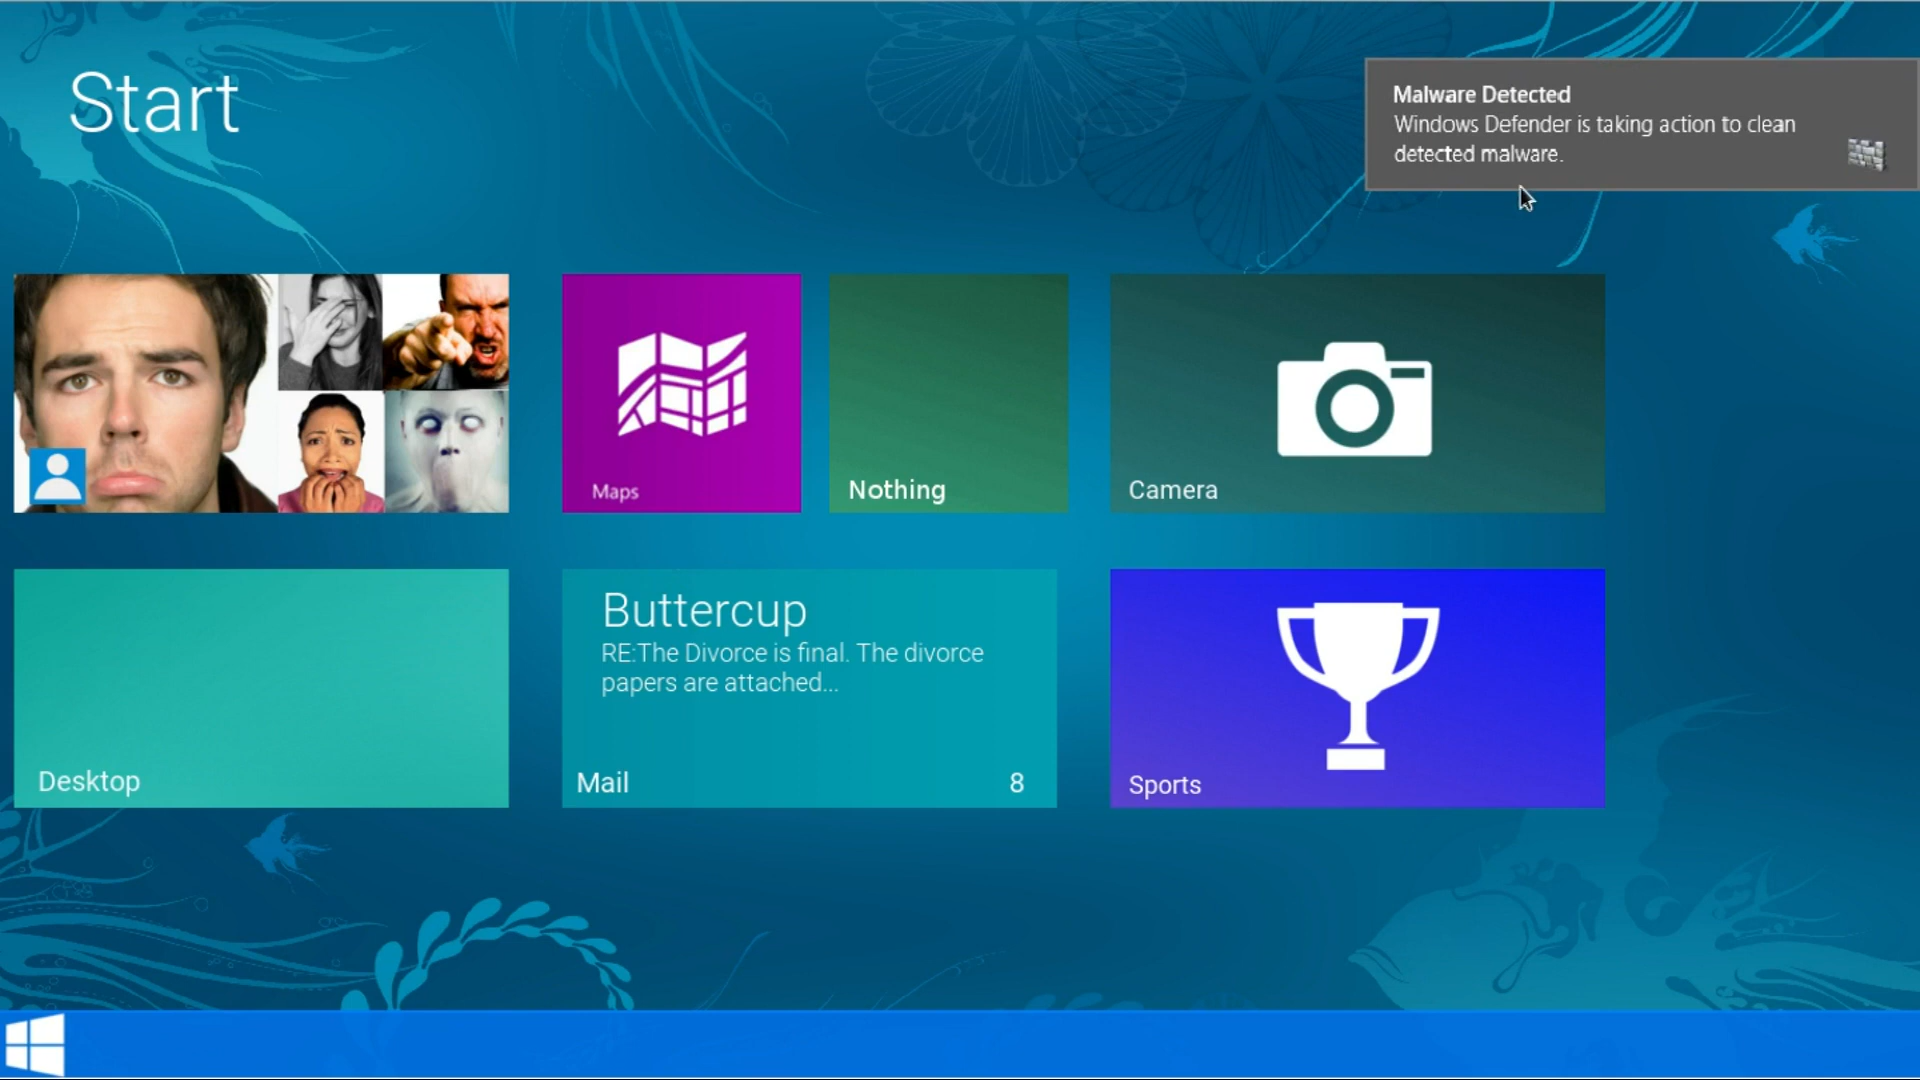 Start
Malware Detected
Windows Defender is taking action to clean
detected malware.
Maps
Nothing
Camera
Desktop
Buttercup
RE:The Divorce is final. The divorce
papers are attached...
Mail
8
Sports